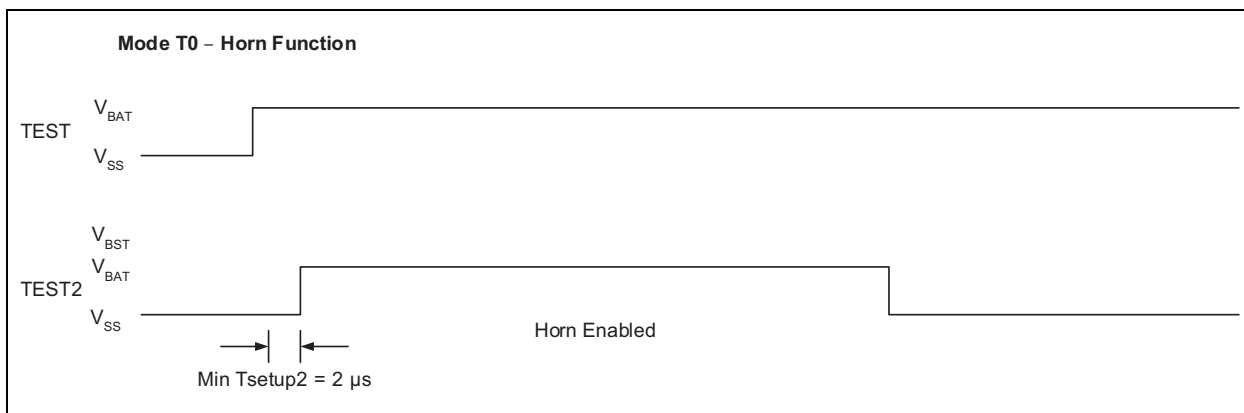 Mode T0 – Horn Function
V_BAT
TEST
V_SS
V_BST
V_BAT
TEST2
V_SS
Horn Enabled
Min Tsetup2 = 2 µs